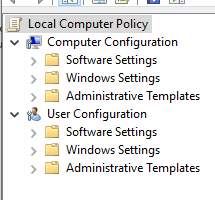 Local Computer Policy
Computer Configuration
Software Settings
Windows Settings
Administrative Templates
User Configuration
Software Settings
Windows Settings
Administrative Templates